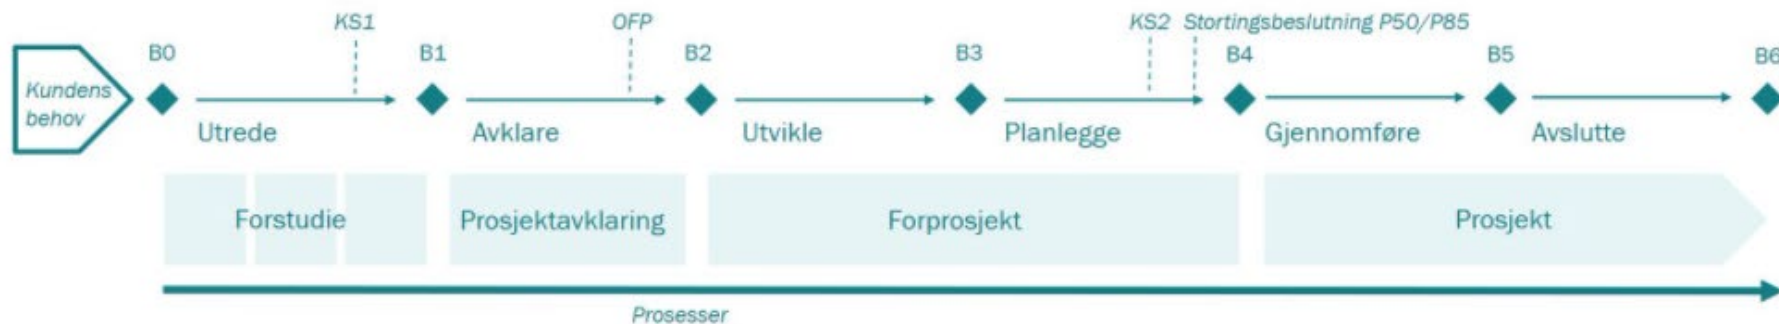 KS1
OFP
KS2 Stortingsbeslutning P50/P85
B0
B1
B2
B3
B4
B5
B6
Kundens
behov
Utrede
Avklare
Utvikle
Planlegge
Gjennomføre
Avslutte
Forstudie
Prosjektavklaring
Forprosjekt
Prosjekt
Prosesser